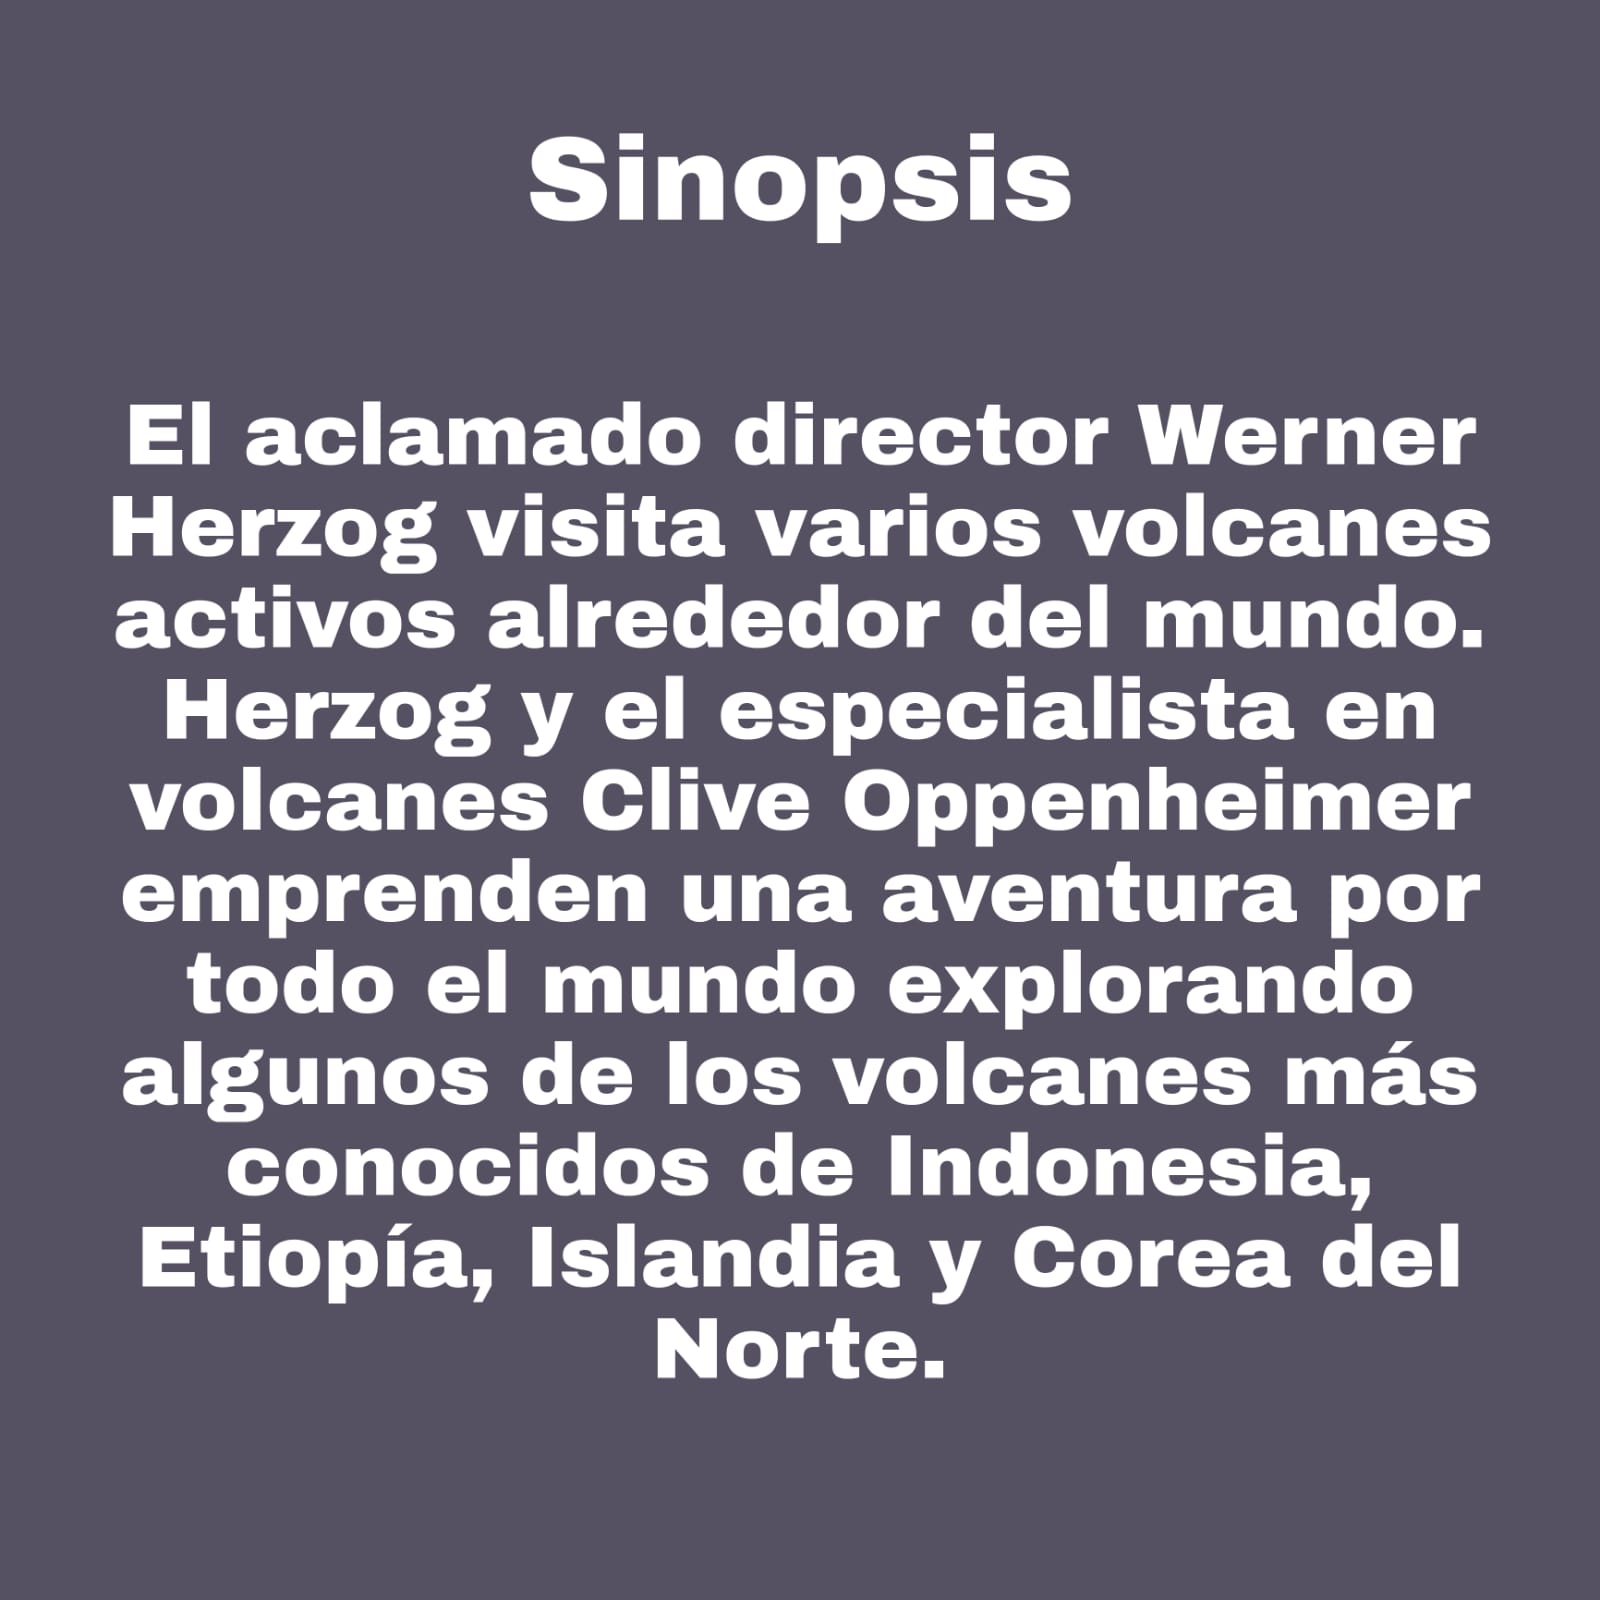 Sinopsis
El aclamado director Werner
Herzog visita varios volcanes
activos alrededor del mundo.
Herzog y el especialista en
volcanes Clive Oppenheimer
emprenden una aventura por
todo el mundo explorando
algunos de los volcanes más
conocidos de Indonesia,
Etiopía, Islandia y Corea del
Norte.